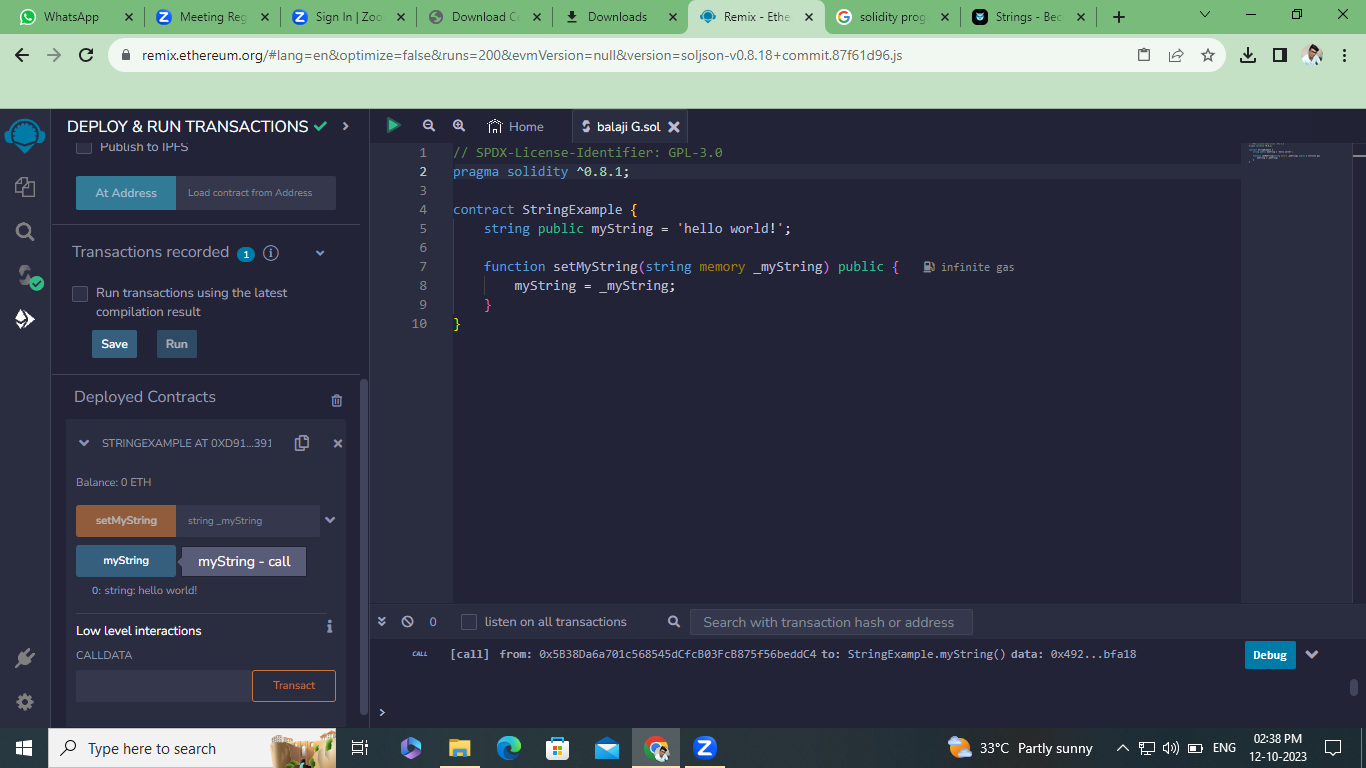 WhatsApp
Meeting Reg
Sign In | Zoo
Download Ce
Downloads
Remix - Ethe
solidity prog
Strings - Bec
remix.ethereum.org/#lang=en&optimize=false&runs=200&evmVersion=null&version=soljson-v0.8.18+commit.87f61d96.js
DEPLOY & RUN TRANSACTIONS
Publish to IPFS
At Address
Load contract from Address
Transactions recorded 1
Run transactions using the latest
compilation result
Save
Run
Deployed Contracts
STRINGEXAMPLE AT 0XD91...391
Balance: 0 ETH
setMyString
string _myString
myString
myString - call
0: string: hello world!
Low level interactions
CALLDATA
Transact
Home
balaji G.sol
1 // SPDX-License-Identifier: GPL-3.0
2 pragma solidity ^0.8.1;
3
4 contract StringExample {
5 string public myString = 'hello world!';
6
7 function setMyString(string memory _myString) public { infinite gas
8 myString = _myString;
9 }
10 }
0
listen on all transactions
Search with transaction hash or address
CALL
[call] from: 0x5B38Da6a701c568545dCfcB03FcB875f56beddC4 to: StringExample.myString() data: 0x492...bfa18
Debug
>
Type here to search
33°C Partly sunny
ENG
02:38 PM
12-10-2023